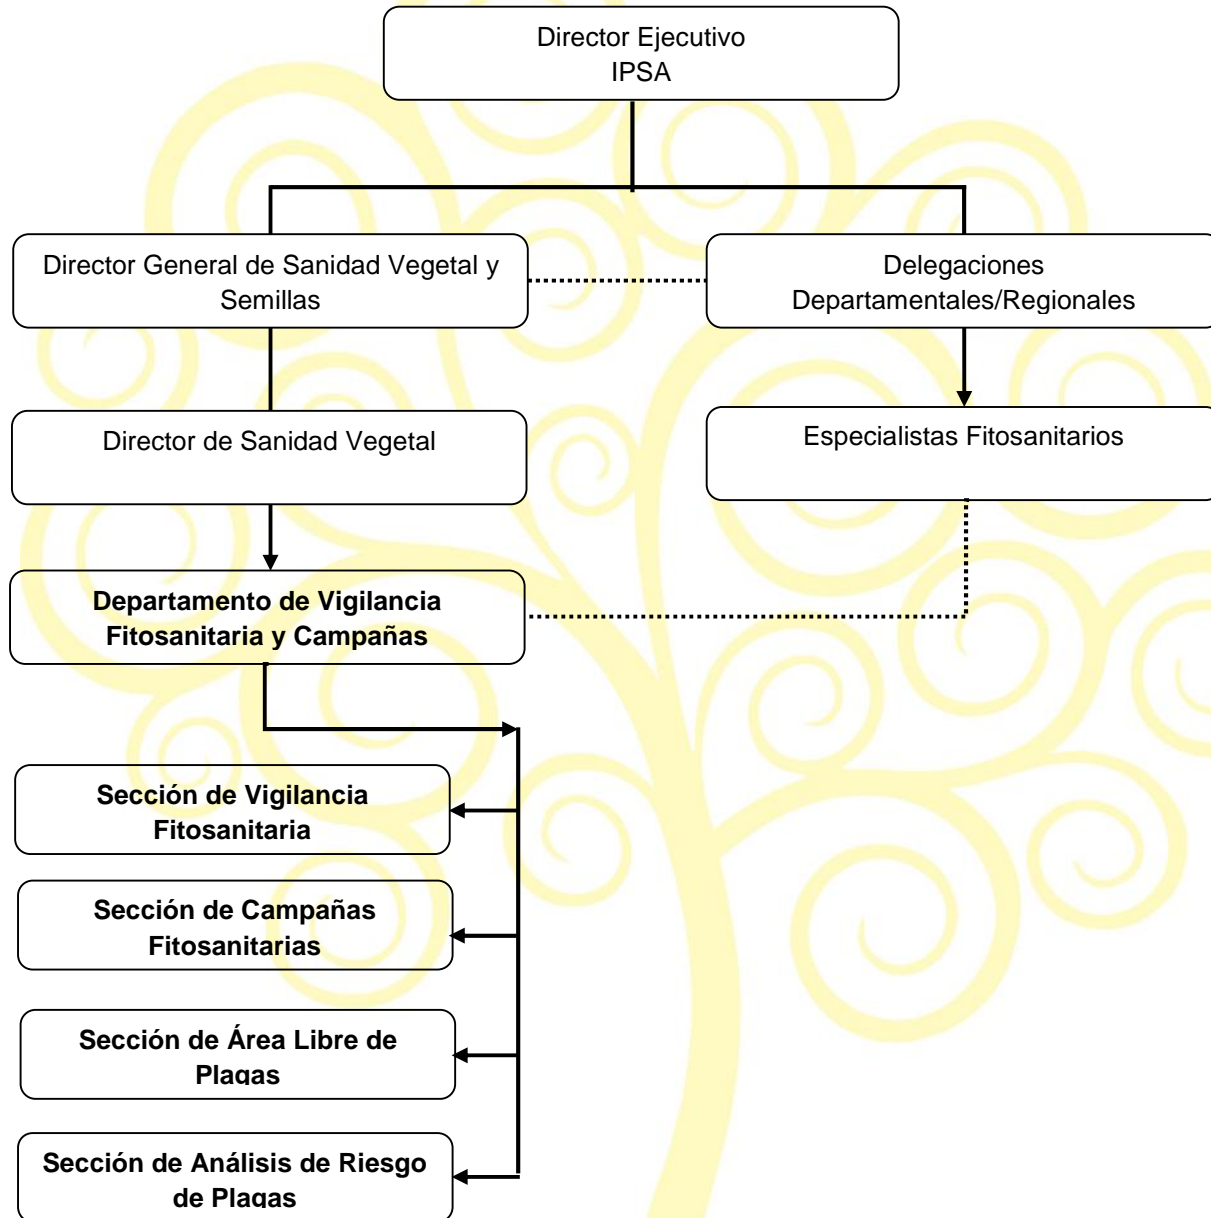 Director Ejecutivo
IPSA
Director General de Sanidad Vegetal y
Semillas
Delegaciones
Departamentales/Regionales
Director de Sanidad Vegetal
Especialistas Fitosanitarios
Departamento de Vigilancia
Fitosanitaria y Campañas
Sección de Vigilancia
Fitosanitaria
Sección de Campañas
Fitosanitarias
Sección de Área Libre de
Plagas
Sección de Análisis de Riesgo
de Plagas